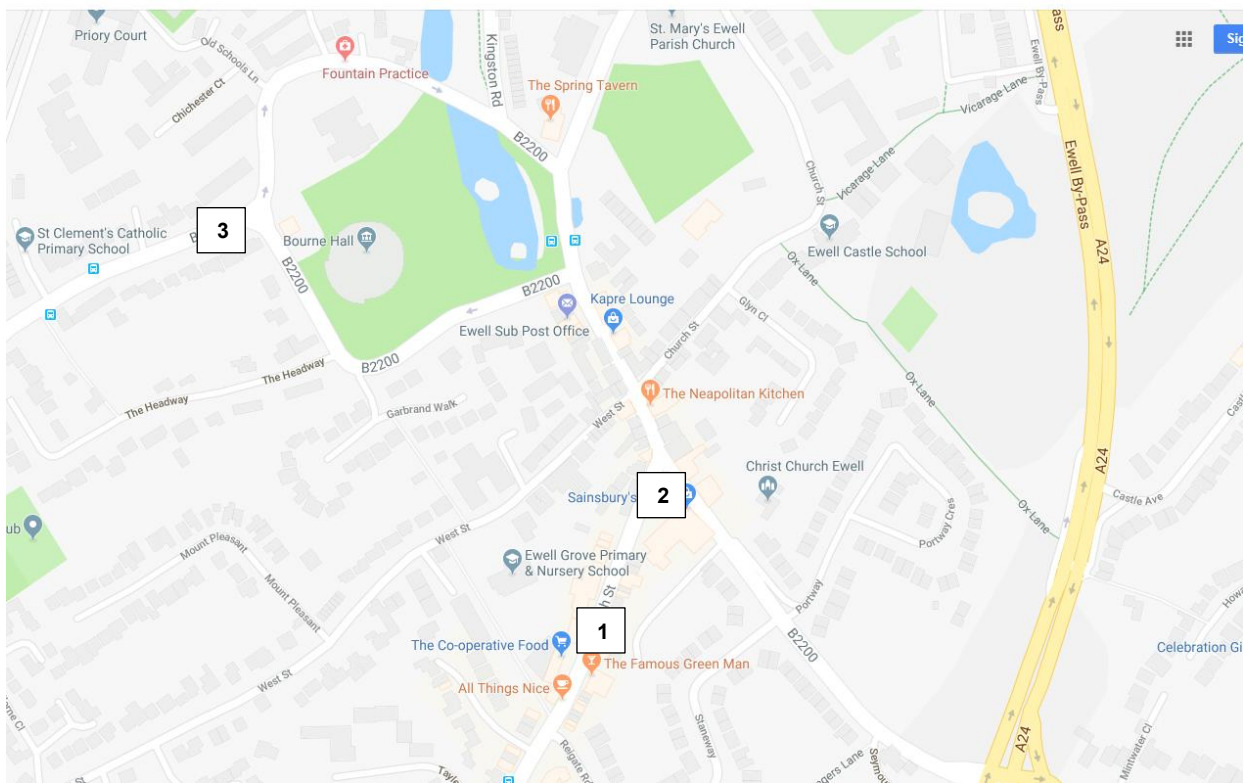 Priory Court
Old Schools Ln
Chichester Ct
Fountain Practice
Kingston Rd
St. Mary's Ewell
Parish Church
The Spring Tavern
B2200
Ewell By-Pass
Vicarage Lane
Ewell By-Pass
A24
Church St
Vicarage Lane
St Clement's Catholic
Primary School
3
Bourne Hall
B2200
B2200
Ewell Castle School
Ox-Lane
Kapre Lounge
Ewell Sub Post Office
Glyn Cl
Church St
B2200
The Headway
The Headway
Garbrand Walk
The Neapolitan Kitchen
West St
Ox-Lane
A24
Castle Ave
Christ Church Ewell
Sainsbury's
2
Portway Cres
Ox-Lane
West St
Mount Pleasant
Mount Pleasant
Ewell Grove Primary
& Nursery School
Portway
1
The Co-operative Food
The Famous Green Man
B2200
All Things Nice
West St
Staneway
A24
Mintwater Cl